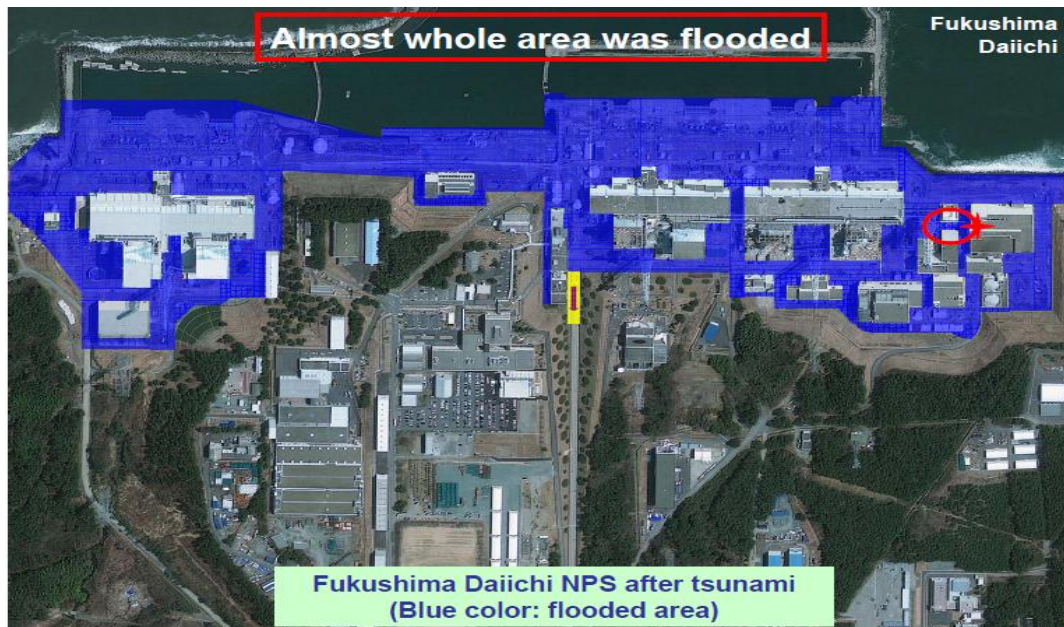 Almost whole area was flooded
Fukushima
Daiichi
Fukushima Daiichi NPS after tsunami
(Blue color: flooded area)